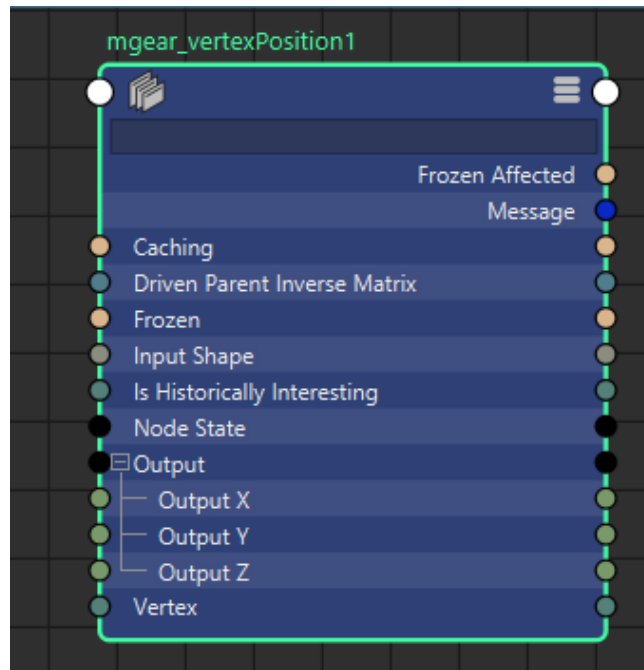 mgear_vertexPosition1
Frozen Affected
Message
Caching
Driven Parent Inverse Matrix
Frozen
Input Shape
Is Historically Interesting
Node State
Output
Output X
Output Y
Output Z
Vertex